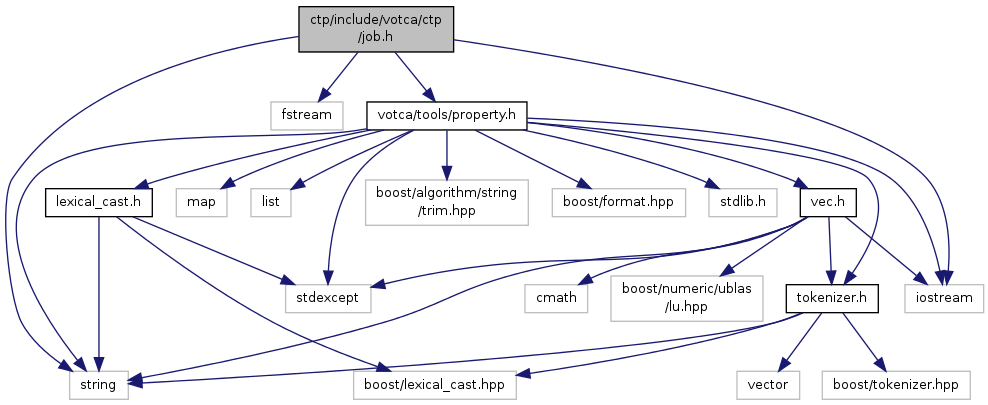 ctp/include/votca/ctp
/job.h
fstream
votca/tools/property.h
lexical_cast.h
map
list
boost/algorithm/string
/trim.hpp
boost/format.hpp
stdlib.h
vec.h
stdexcept
cmath
boost/numeric/ublas
/lu.hpp
tokenizer.h
iostream
string
boost/lexical_cast.hpp
vector
boost/tokenizer.hpp